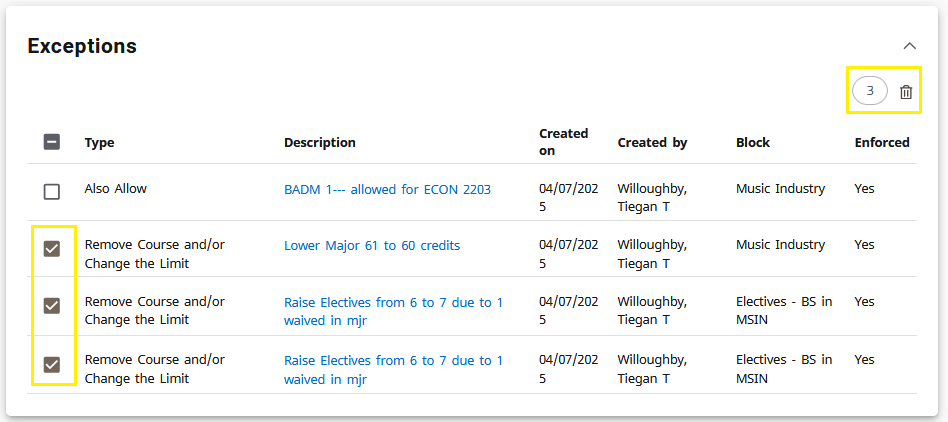 Exceptions
3
Type Description Created on Created by Block Enforced
Also Allow BADM 1--- allowed for ECON 2203 04/07/202 Willoughby, Music Industry Yes
5 Tiegan T
Remove Course and/or Lower Major 61 to 60 credits 04/07/202 Willoughby, Music Industry Yes
Change the Limit 5 Tiegan T
Remove Course and/or Raise Electives from 6 to 7 due to 1 04/07/202 Willoughby, Electives - BS in Yes
Change the Limit waived in mjr 5 Tiegan T MSIN
Remove Course and/or Raise Electives from 6 to 7 due to 1 04/07/202 Willoughby, Electives - BS in Yes
Change the Limit waived in mjr 5 Tiegan T MSIN